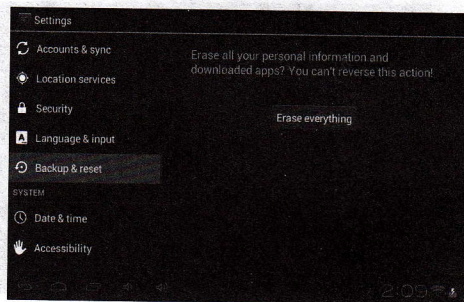 Settings
Accounts & sync
Location services
Security
A Language & input
Backup & reset
SYSTEM
Date & time
Accessibility
Erase all your personal information and
downloaded apps? You can't reverse this action!
Erase everything
2:09